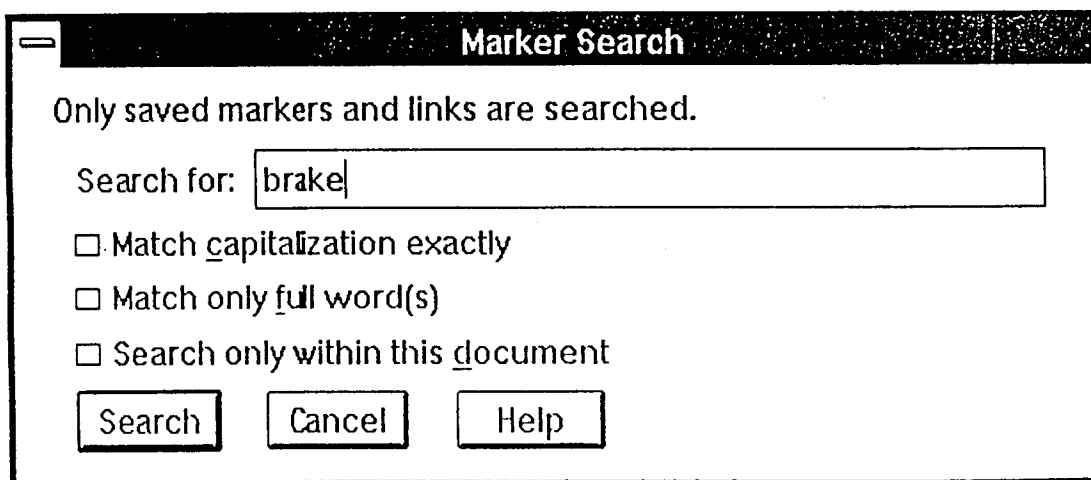 Marker Search
Only saved markers and links are searched.
Search for: brake
Match capitalization exactly
Match only full word(s)
Search only within this document
Search Cancel Help